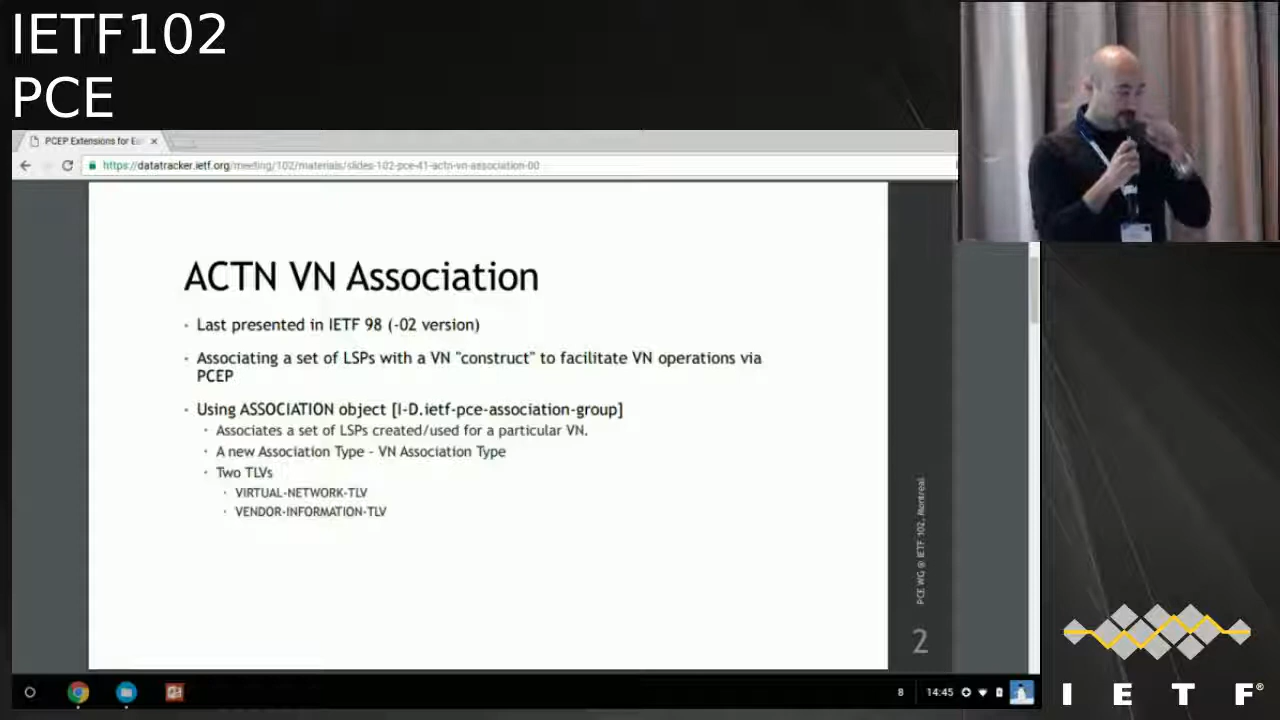 IETF102
PCE
PCEP Extensions for E
https://datatracker.ietf.org/meeting/102/materials/slides-102-pce-41-actn-vn-association-00
ACTN VN Association
Last presented in IETF 98 (-02 version)
Associating a set of LSPs with a VN "construct" to facilitate VN operations via
PCEP
Using ASSOCIATION object [I-D.ietf-pce-association-group]
Associates a set of LSPs created/used for a particular VN.
A new Association Type - VN Association Type
Two TLVs
VIRTUAL-NETWORK-TLV
VENDOR-INFORMATION-TLV
PCE WG @ IETF 102, Montreal
2
8
14:45
I E T F®